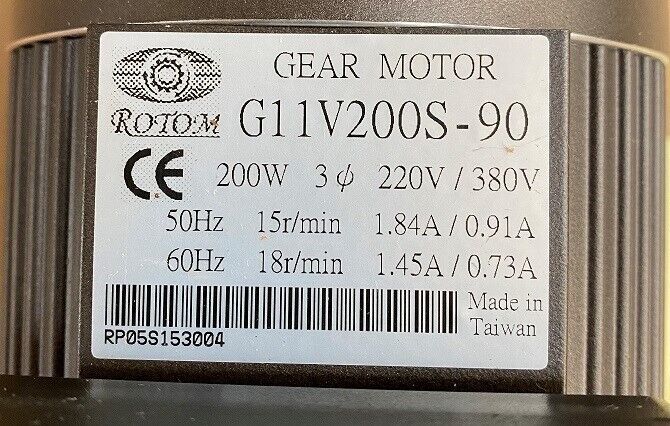 GEAR MOTOR
ROTOM
G11V200S-90
CE 200W 3ϕ 220V / 380V
50Hz 15r/min 1.84A / 0.91A
60Hz 18r/min 1.45A / 0.73A
Made in
Taiwan
RP05S153004